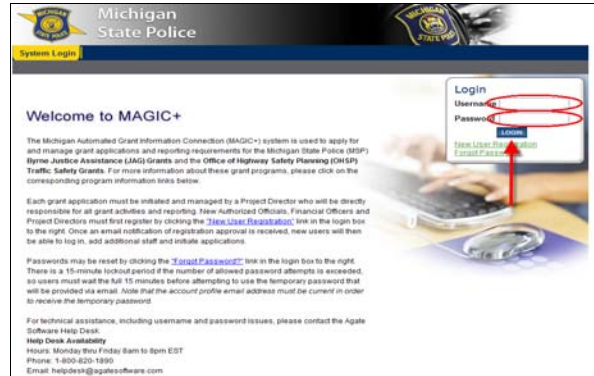 Michigan
State Police
System Login
Login
Username
Password
LOGIN
New User Registration
Forgot Password
Welcome to MAGIC+
The Michigan Automated Grant Information Connection (MAGIC+) system is used to apply for
and manage grant applications and reporting requirements for the Michigan State Police (MSP)
Byrne Justice Assistance (JAG) Grants and the Office of Highway Safety Planning (OHSP)
Traffic Safety Grants. For more information about these grant programs, please click on the
corresponding program information links below.
Each grant application must be initiated and managed by a Project Director who will be directly
responsible for all grant activities and reporting. New Authorized Officials, Financial Officers and
Project Directors must first register by clicking the "New User Registration" link in the login box
to the right. Once an email notification of registration approval is received, new users will then
be able to log in, add additional staff and initiate applications.
Passwords may be reset by clicking the "Forgot Password?" link in the login box to the right.
There is a 15-minute lockout period if the number of allowed password attempts is exceeded,
so users must wait the full 15 minutes before attempting to use the temporary password that
will be provided via email. Note that the account profile email address must be current in order
to receive the temporary password.
For technical assistance, including username and password issues, please contact the Agate
Software Help Desk.
Help Desk Availability
Hours: Monday thru Friday 8am to 8pm EST
Phone: 1-800-820-1890
Email: helpdesk@agatesoftware.com